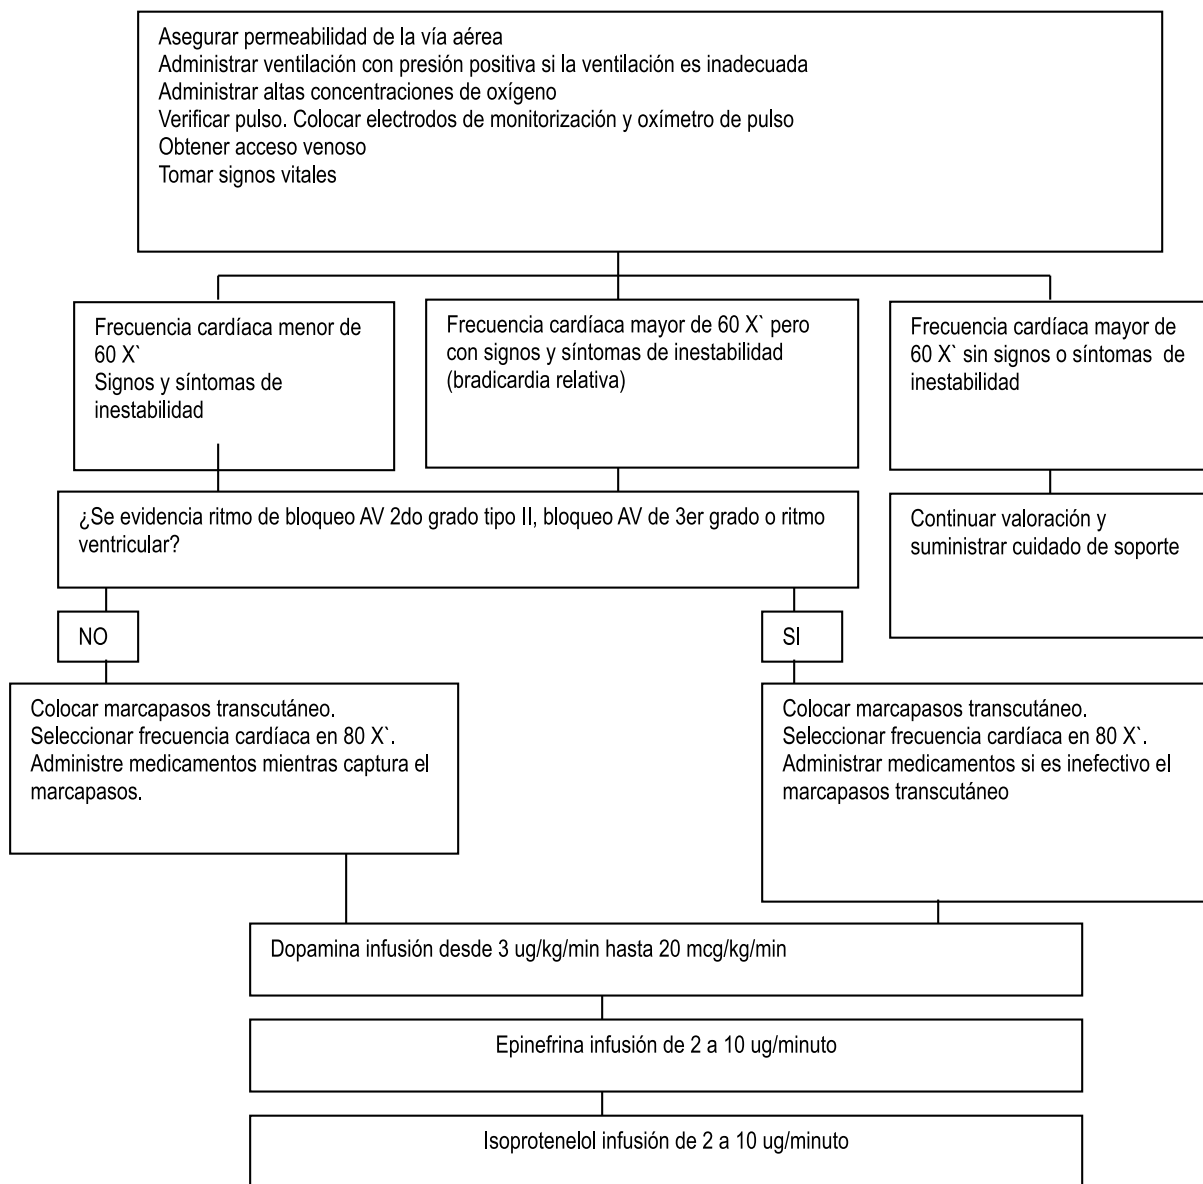 Asegurar permeabilidad de la vía aérea
Administrar ventilación con presión positiva si la ventilación es inadecuada
Administrar altas concentraciones de oxígeno
Verificar pulso. Colocar electrodos de monitorización y oxímetro de pulso
Obtener acceso venoso
Tomar signos vitales
Frecuencia cardíaca menor de
60 X`
Signos y síntomas de
inestabilidad
Frecuencia cardíaca mayor de 60 X` pero
con signos y síntomas de inestabilidad
(bradicardia relativa)
Frecuencia cardíaca mayor de
60 X` sin signos o síntomas de
inestabilidad
¿Se evidencia ritmo de bloqueo AV 2do grado tipo II, bloqueo AV de 3er grado o ritmo
ventricular?
Continuar valoración y
suministrar cuidado de soporte
NO
SI
Colocar marcapasos transcutáneo.
Seleccionar frecuencia cardíaca en 80 X`.
Administre medicamentos mientras captura el
marcapasos.
Colocar marcapasos transcutáneo.
Seleccionar frecuencia cardíaca en 80 X`.
Administrar medicamentos si es inefectivo el
marcapasos transcutáneo
Dopamina infusión desde 3 ug/kg/min hasta 20 mcg/kg/min
Epinefrina infusión de 2 a 10 ug/minuto
Isoprotenelol infusión de 2 a 10 ug/minuto